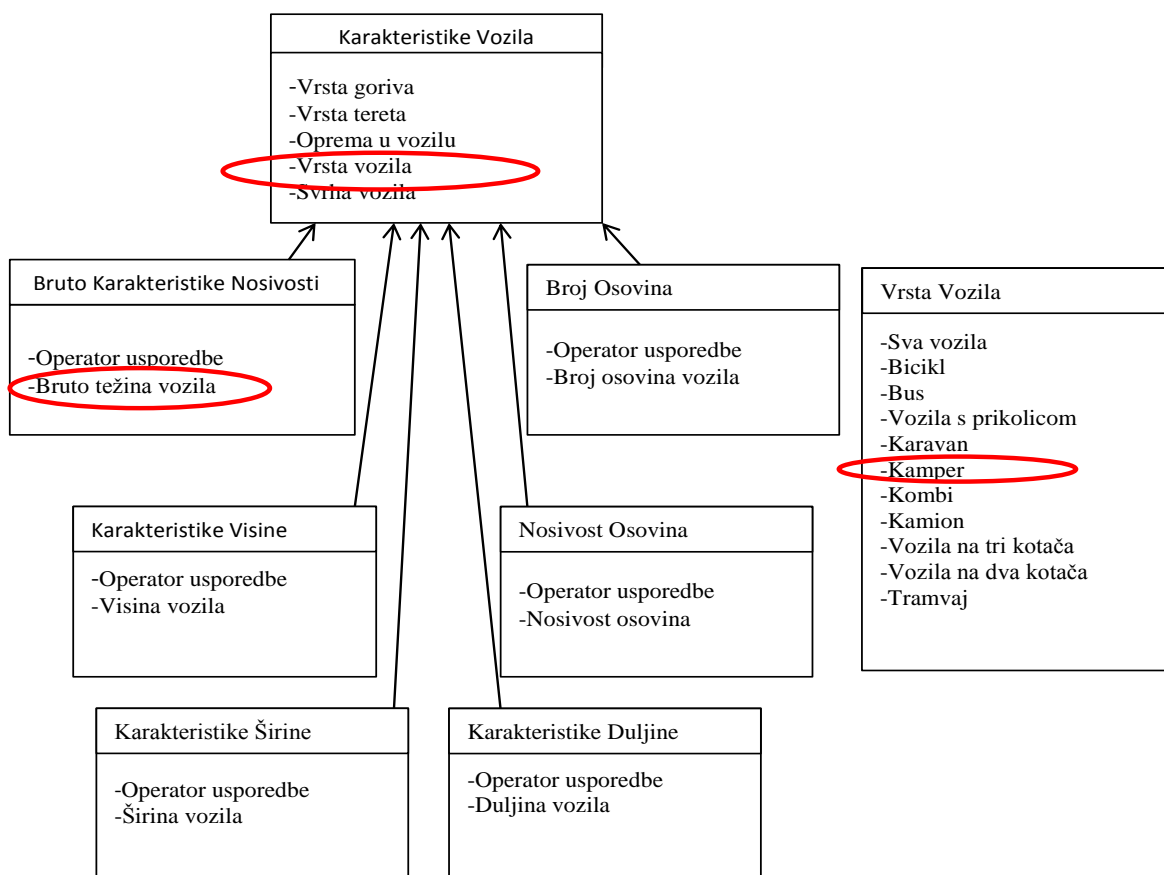 Karakteristike Vozila
-Vrsta goriva
-Vrsta tereta
-Oprema u vozilu
-Vrsta vozila
-Svrha vozila
Bruto Karakteristike Nosivosti
-Operator usporedbe
-Bruto težina vozila
Broj Osovina
-Operator usporedbe
-Broj osovina vozila
Vrsta Vozila
-Sva vozila
-Bicikl
-Bus
-Vozila s prikolicom
-Karavan
-Kamper
-Kombi
-Kamion
-Vozila na tri kotača
-Vozila na dva kotača
-Tramvaj
Karakteristike Visine
-Operator usporedbe
-Visina vozila
Nosivost Osovina
-Operator usporedbe
-Nosivost osovina
Karakteristike Širine
-Operator usporedbe
-Širina vozila
Karakteristike Duljine
-Operator usporedbe
-Duljina vozila